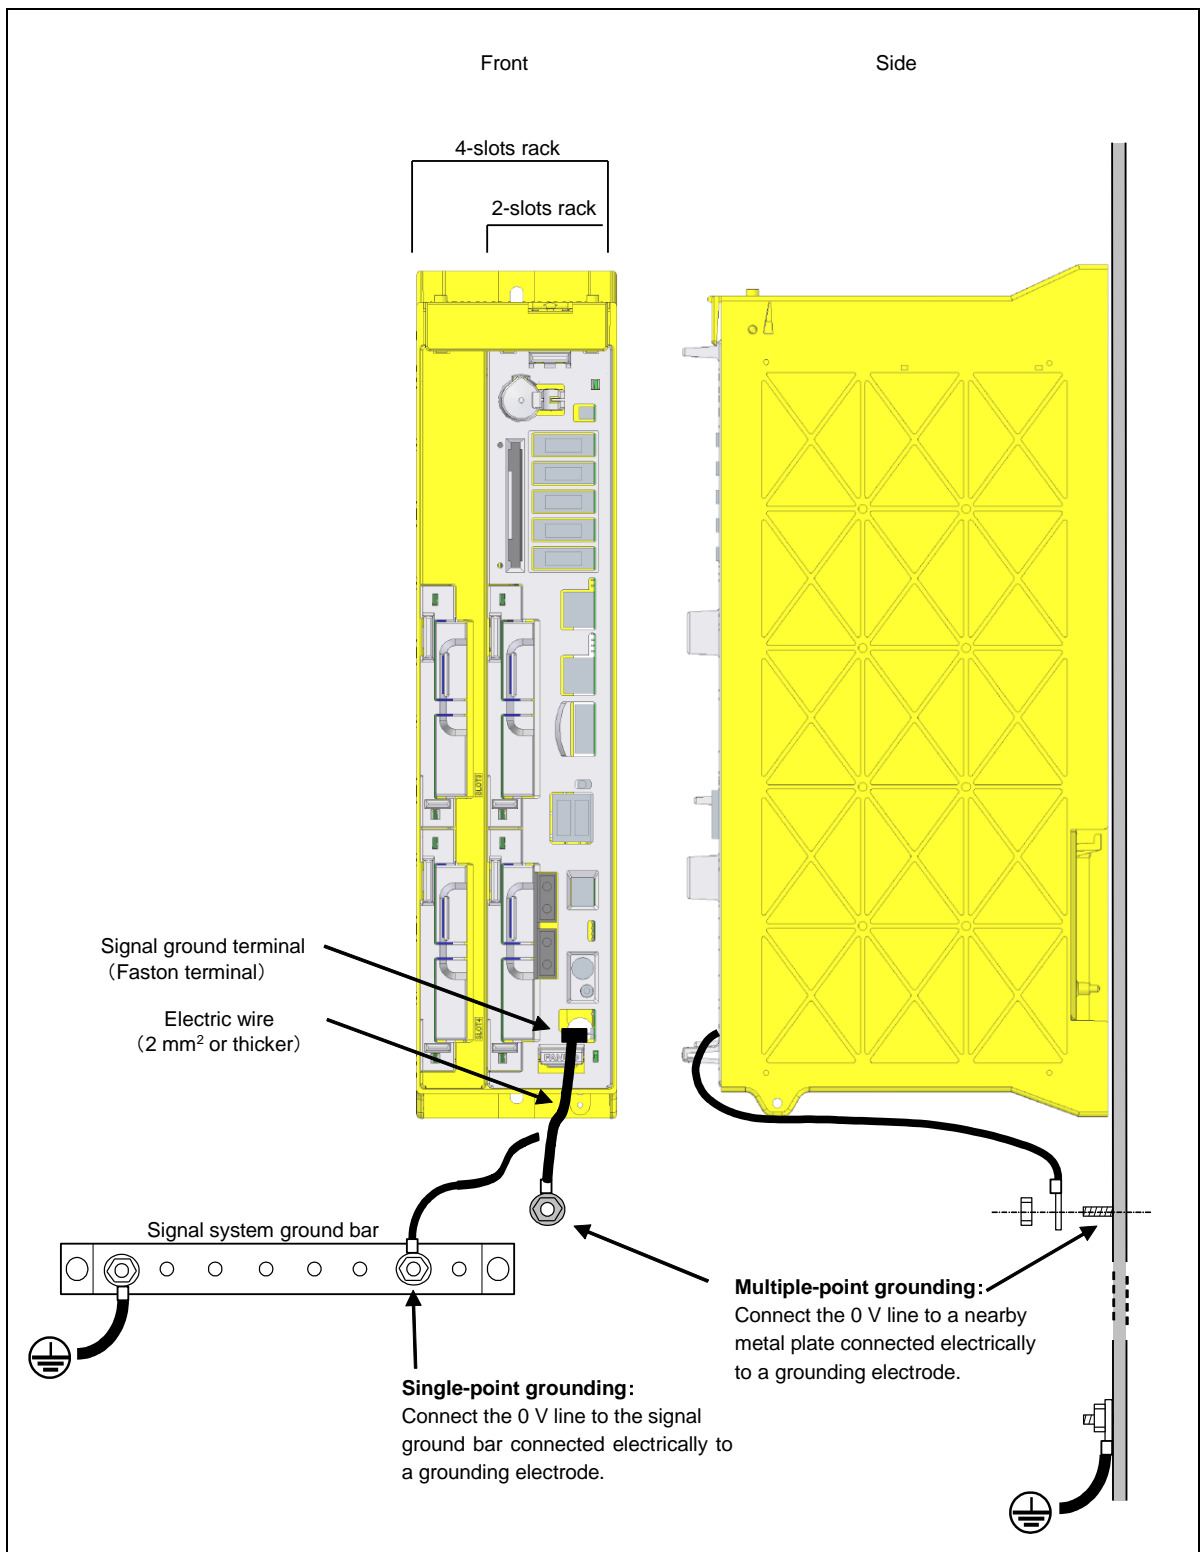 Front
Side
4-slots rack
2-slots rack
SLOT3
SLOT4
Signal ground terminal
（Faston terminal）
Electric wire
（2 mm² or thicker）
Signal system ground bar
Multiple-point grounding:
Connect the 0 V line to a nearby
metal plate connected electrically
to a grounding electrode.
Single-point grounding:
Connect the 0 V line to the signal
ground bar connected electrically to
a grounding electrode.